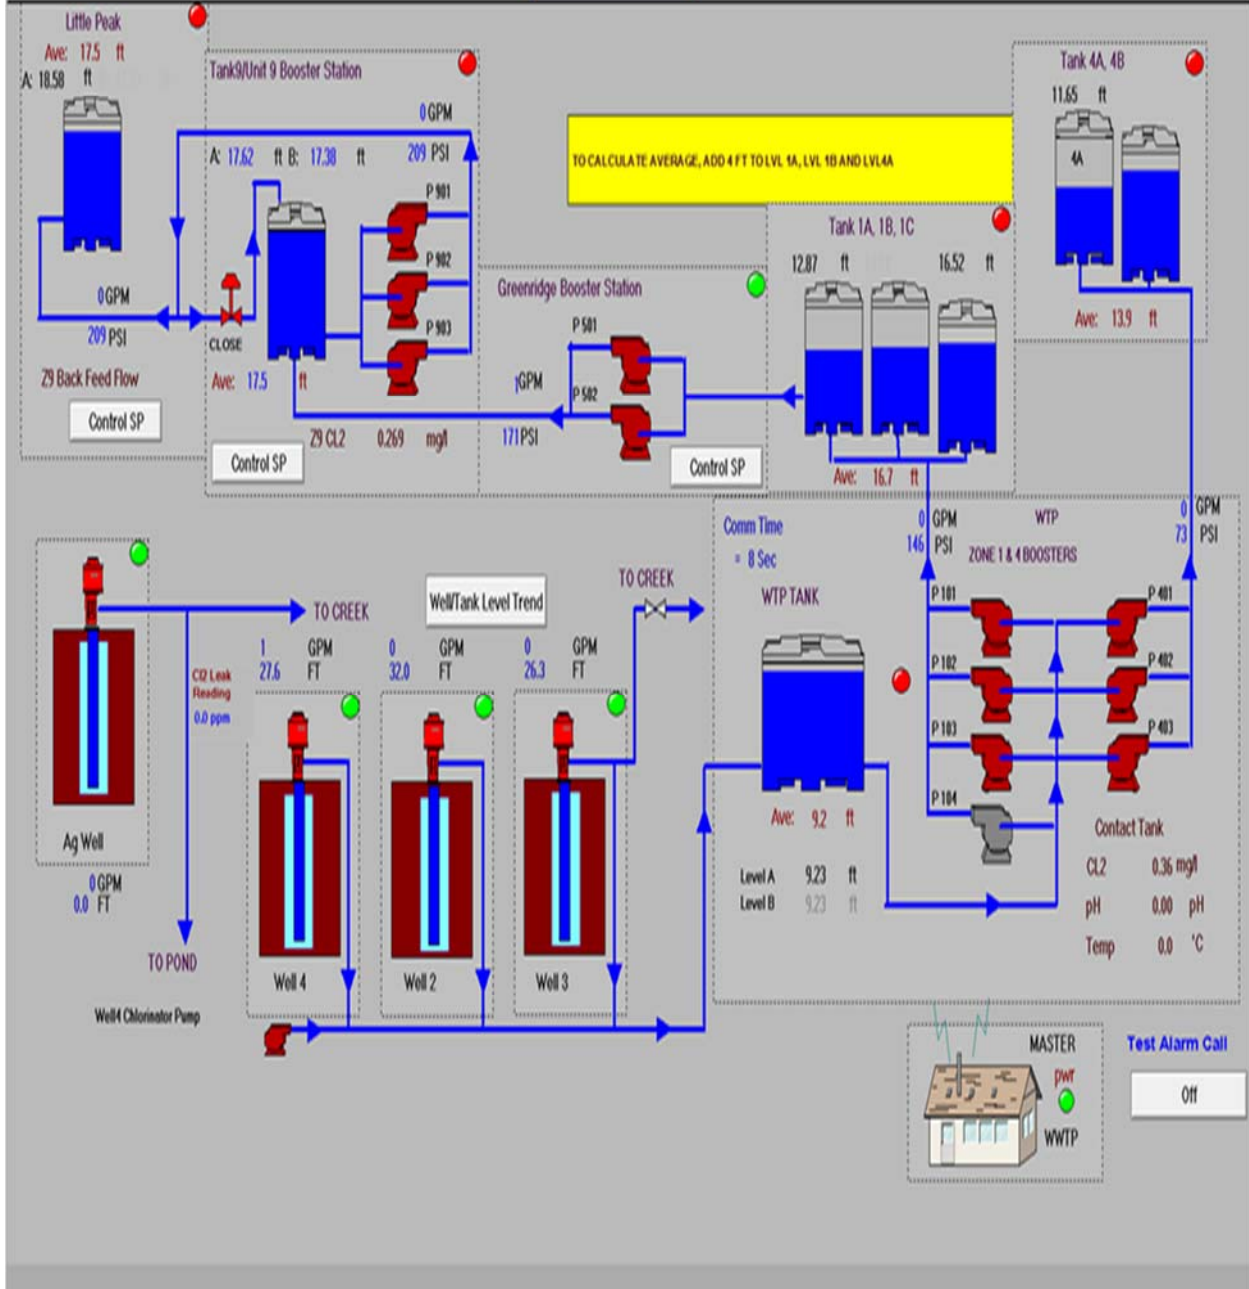 Little Peak
Ave: 17.5 ft
A: 18.58 ft
Tank9/Unit 9 Booster Station
0 GPM
A: 17.62 ft B: 17.38 ft 209 PSI
P 901
P 902
P 903
0 GPM
209 PSI
CLOSE
Z9 Back Feed Flow
Control SP
Ave: 17.5 ft
Z9 CL2 0.269 mg/l
Control SP
TO CALCULATE AVERAGE, ADD 4 FT TO LVL 1A, LVL 1B AND LVL4A
Greenridge Booster Station
P 501
P 502
1 GPM
171 PSI
Control SP
Tank 1A, 1B, 1C
12.87 ft
16.52 ft
Ave: 16.7 ft
Tank 4A, 4B
11.65 ft
4A
Ave: 13.9 ft
Ag Well
0 GPM
0.0 FT
TO CREEK
Cl2 Leak
Reading
0.0 ppm
TO POND
Well4 Chlorinator Pump
Well/Tank Level Trend
TO CREEK
1 GPM
27.6 FT
0 GPM
32.0 FT
0 GPM
26.3 FT
Well 4
Well 2
Well 3
Comm Time
= 8 Sec
0 GPM
146 PSI
WTP
ZONE 1 & 4 BOOSTERS
0 GPM
73 PSI
WTP TANK
P 101
P 102
P 103
P 104
P 401
P 402
P 403
Ave: 9.2 ft
Level A 9.23 ft
Level B 9.23 ft
Contact Tank
CL2 0.36 mg/l
pH 0.00 pH
Temp 0.0 °C
MASTER
pwr
WWTP
Test Alarm Call
Off